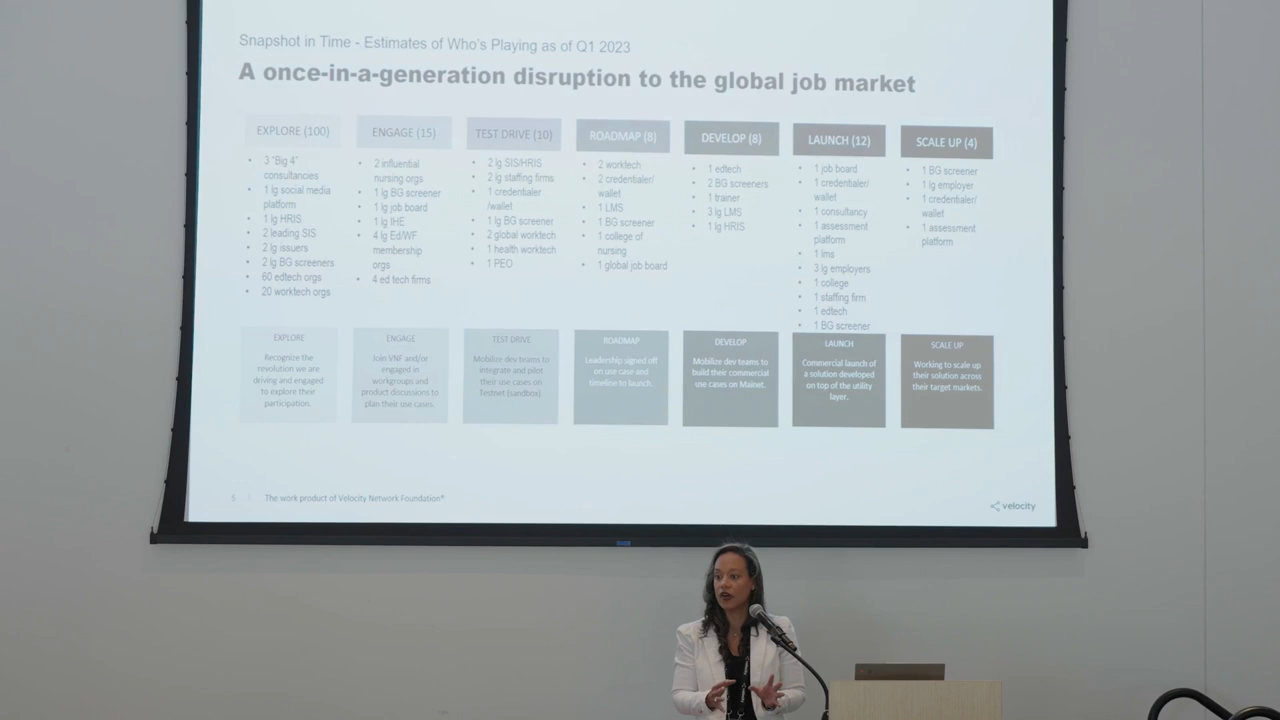 Snapshot in Time - Estimates of Who's Playing as of Q1 2023
A once-in-a-generation disruption to the global job market
EXPLORE (100)
• 3 "Big 4"
consultancies
• 1 lg social media
platform
• 1 lg HRIS
• 2 leading SIS
• 2 lg issuers
• 2 lg BG screeners
• 60 edtech orgs
• 20 worktech orgs
ENGAGE (15)
• 2 influential
nursing orgs
• 1 lg BG screener
• 1 lg job board
• 1 lg IHE
• 4 lg Ed/WF
membership
orgs
• 4 ed tech firms
TEST DRIVE (10)
• 2 lg SIS/HRIS
• 2 lg staffing firms
• 1 credentialer
/wallet
• 1 lg BG screener
• 2 global worktech
• 1 health worktech
• 1 PEO
ROADMAP (8)
• 2 worktech
• 2 credentialer/
wallet
• 1 LMS
• 1 BG screener
• 1 college of
nursing
• 1 global job board
DEVELOP (8)
• 1 edtech
• 2 BG screeners
• 1 trainer
• 3 lg LMS
• 1 lg HRIS
LAUNCH (12)
• 1 job board
• 1 credentialer/
wallet
• 1 consultancy
• 1 assessment
platform
• 1 lms
• 3 lg employers
• 1 college
• 1 staffing firm
• 1 edtech
• 1 BG screener
SCALE UP (4)
• 1 BG screener
• 1 lg employer
• 1 credentialer/
wallet
• 1 assessment
platform
EXPLORE
Recognize the
revolution we are
driving and engaged
to explore their
participation.
ENGAGE
Join VNF and/or
engaged in
workgroups and
product discussions to
plan their use cases.
TEST DRIVE
Mobilize dev teams to
integrate and pilot
their use cases on
Testnet (sandbox).
ROADMAP
Leadership signed off
on use case and
timeline to launch.
DEVELOP
Mobilize dev teams to
build their commercial
use cases on Mainet.
LAUNCH
Commercial launch of
a solution developed
on top of the utility
layer.
SCALE UP
Working to scale up
their solution across
their target markets.
5 | The work product of Velocity Network Foundation®
velocity